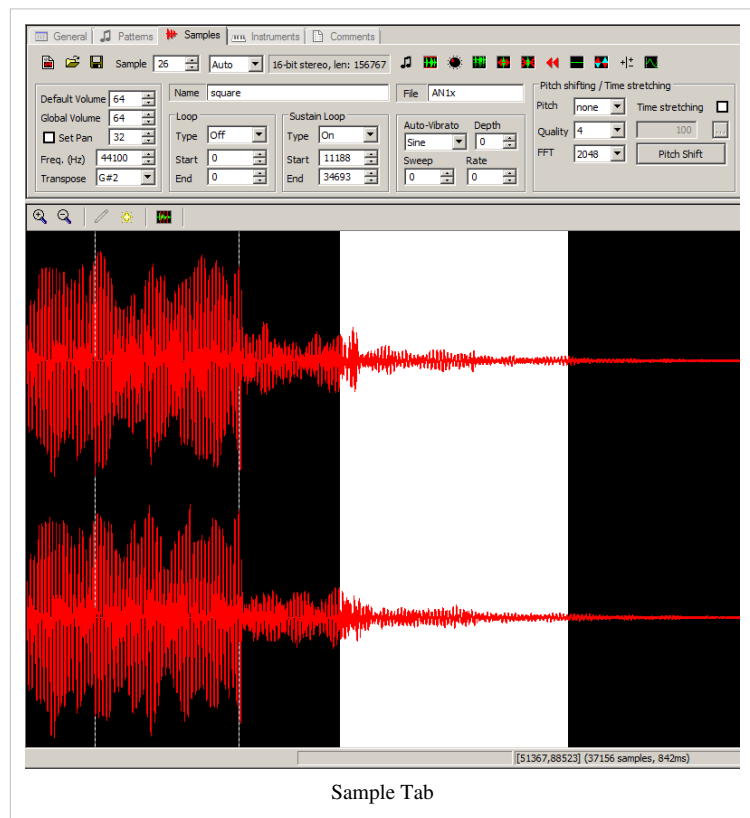 General Patterns Samples Instruments Comments
Sample 26 Auto 16-bit stereo, len: 156767
Default Volume 64
Global Volume 64
Set Pan 32
Freq. (Hz) 44100
Transpose G#2
Name square
Loop
Type Off
Start 0
End 0
Sustain Loop
Type On
Start 11188
End 34693
File AN1x
Auto-Vibrato Depth
Sine 0
Sweep Rate
0 0
Pitch shifting / Time stretching
Pitch none Time stretching
Quality 4 100 ...
FFT 2048 Pitch Shift
[51367,88523] (37156 samples, 842ms)
Sample Tab